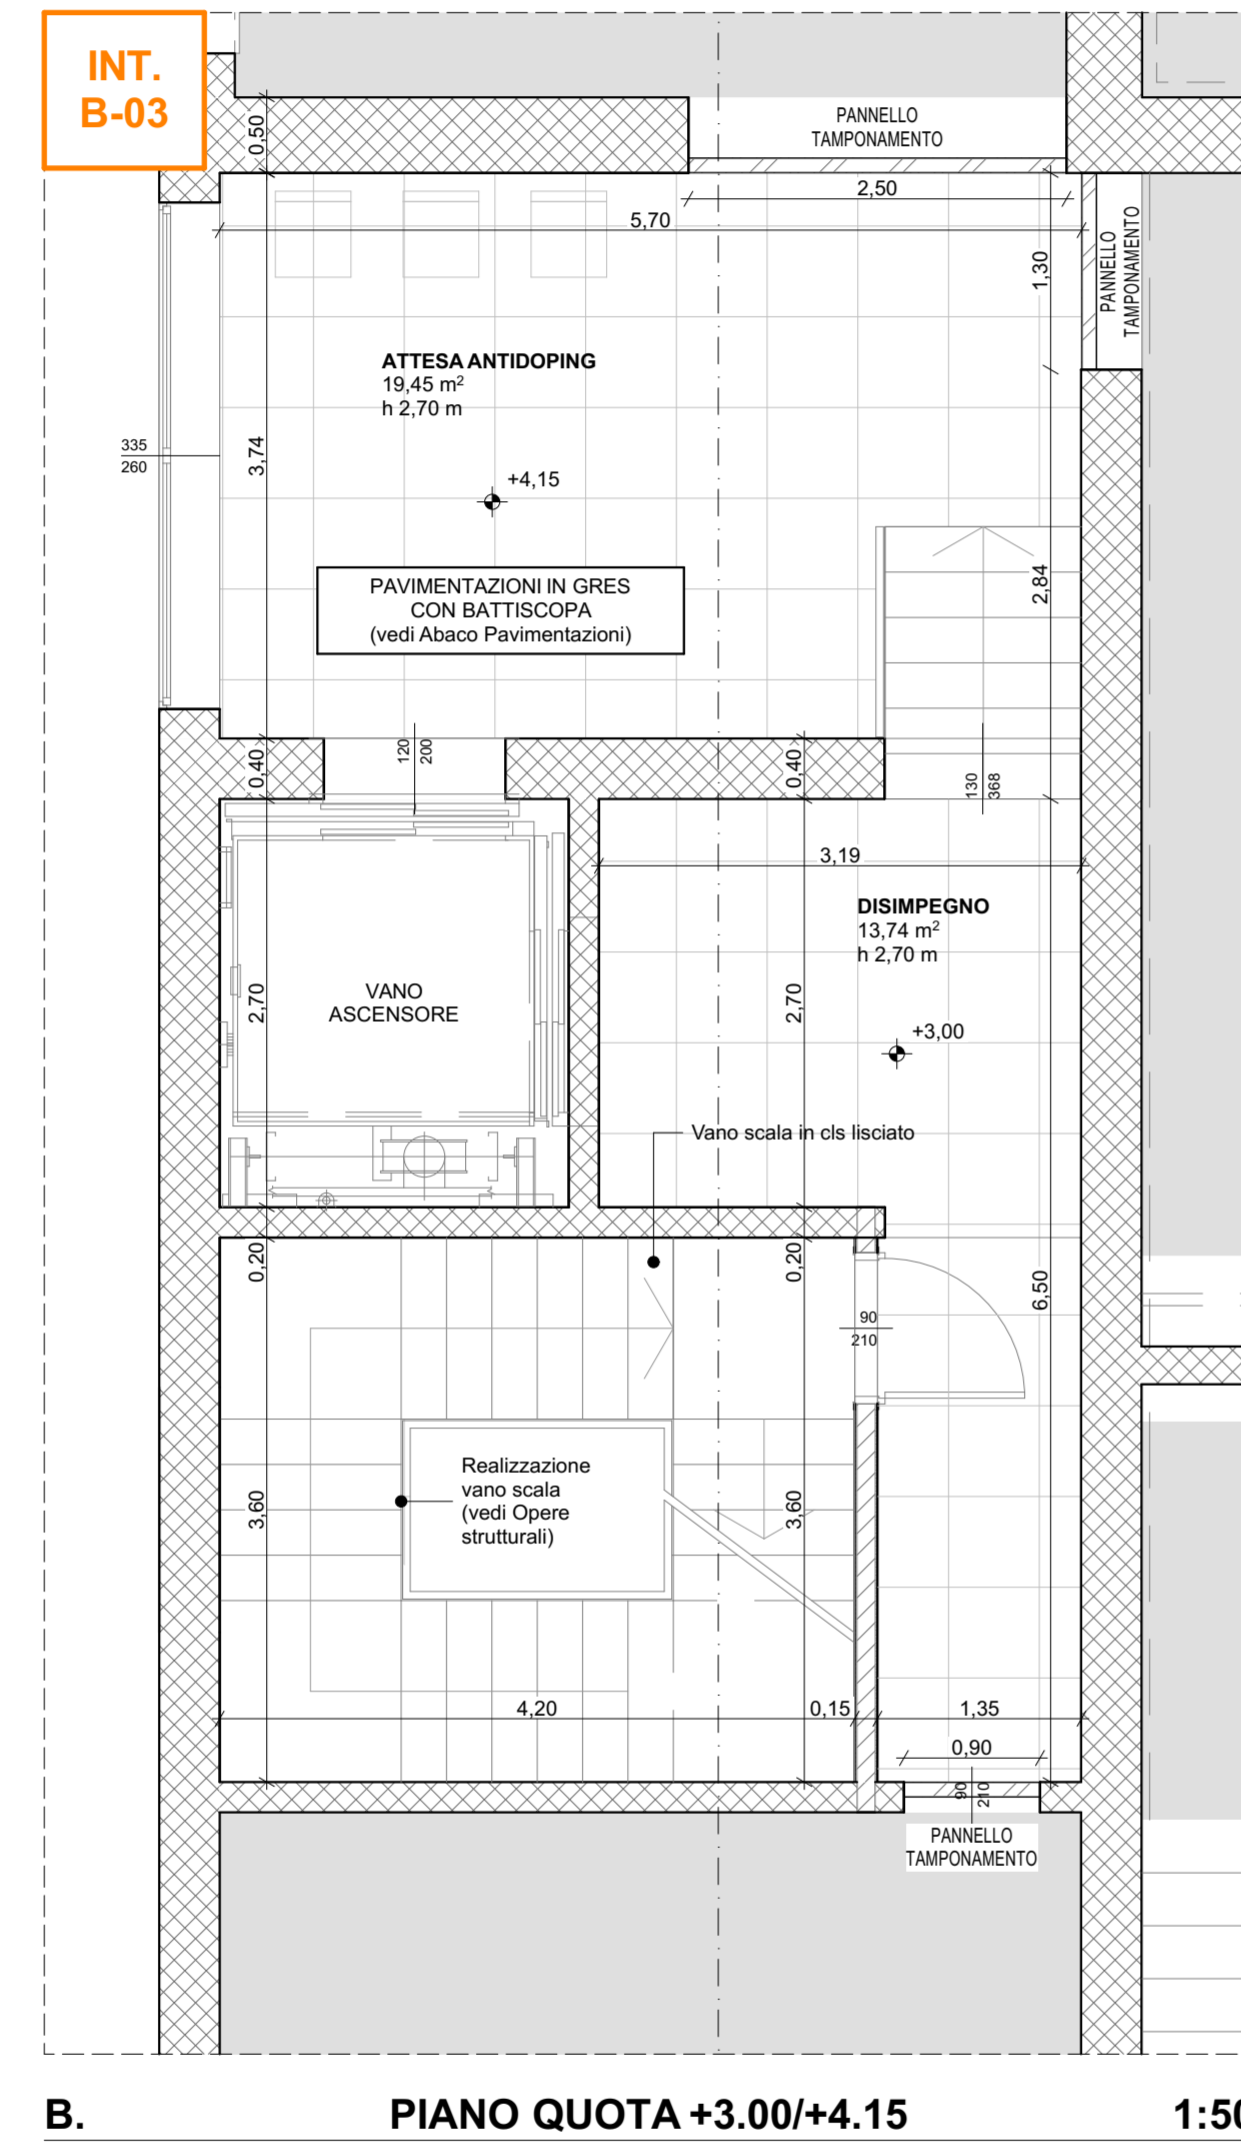 INT.
B-03
0,50
PANNELLO
TAMPONAMENTO
2,50
5,70
1,30
PANNELLO
TAMPONAMENTO
ATTESA ANTIDOPING
19,45 m²
h 2,70 m
335
260
3,74
+4,15
PAVIMENTAZIONI IN GRES
CON BATTISCOPA
(vedi Abaco Pavimentazioni)
2,84
0,40
120
200
0,40
130
368
3,19
DISIMPEGNO
13,74 m²
h 2,70 m
VANO
ASCENSORE
2,70
2,70
+3,00
Vano scala in cls lisciato
0,20
0,20
6,50
90
210
Realizzazione
vano scala
(vedi Opere
strutturali)
3,60
3,60
4,20
0,15
1,35
0,90
90
210
PANNELLO
TAMPONAMENTO
B.
PIANO QUOTA +3.00/+4.15